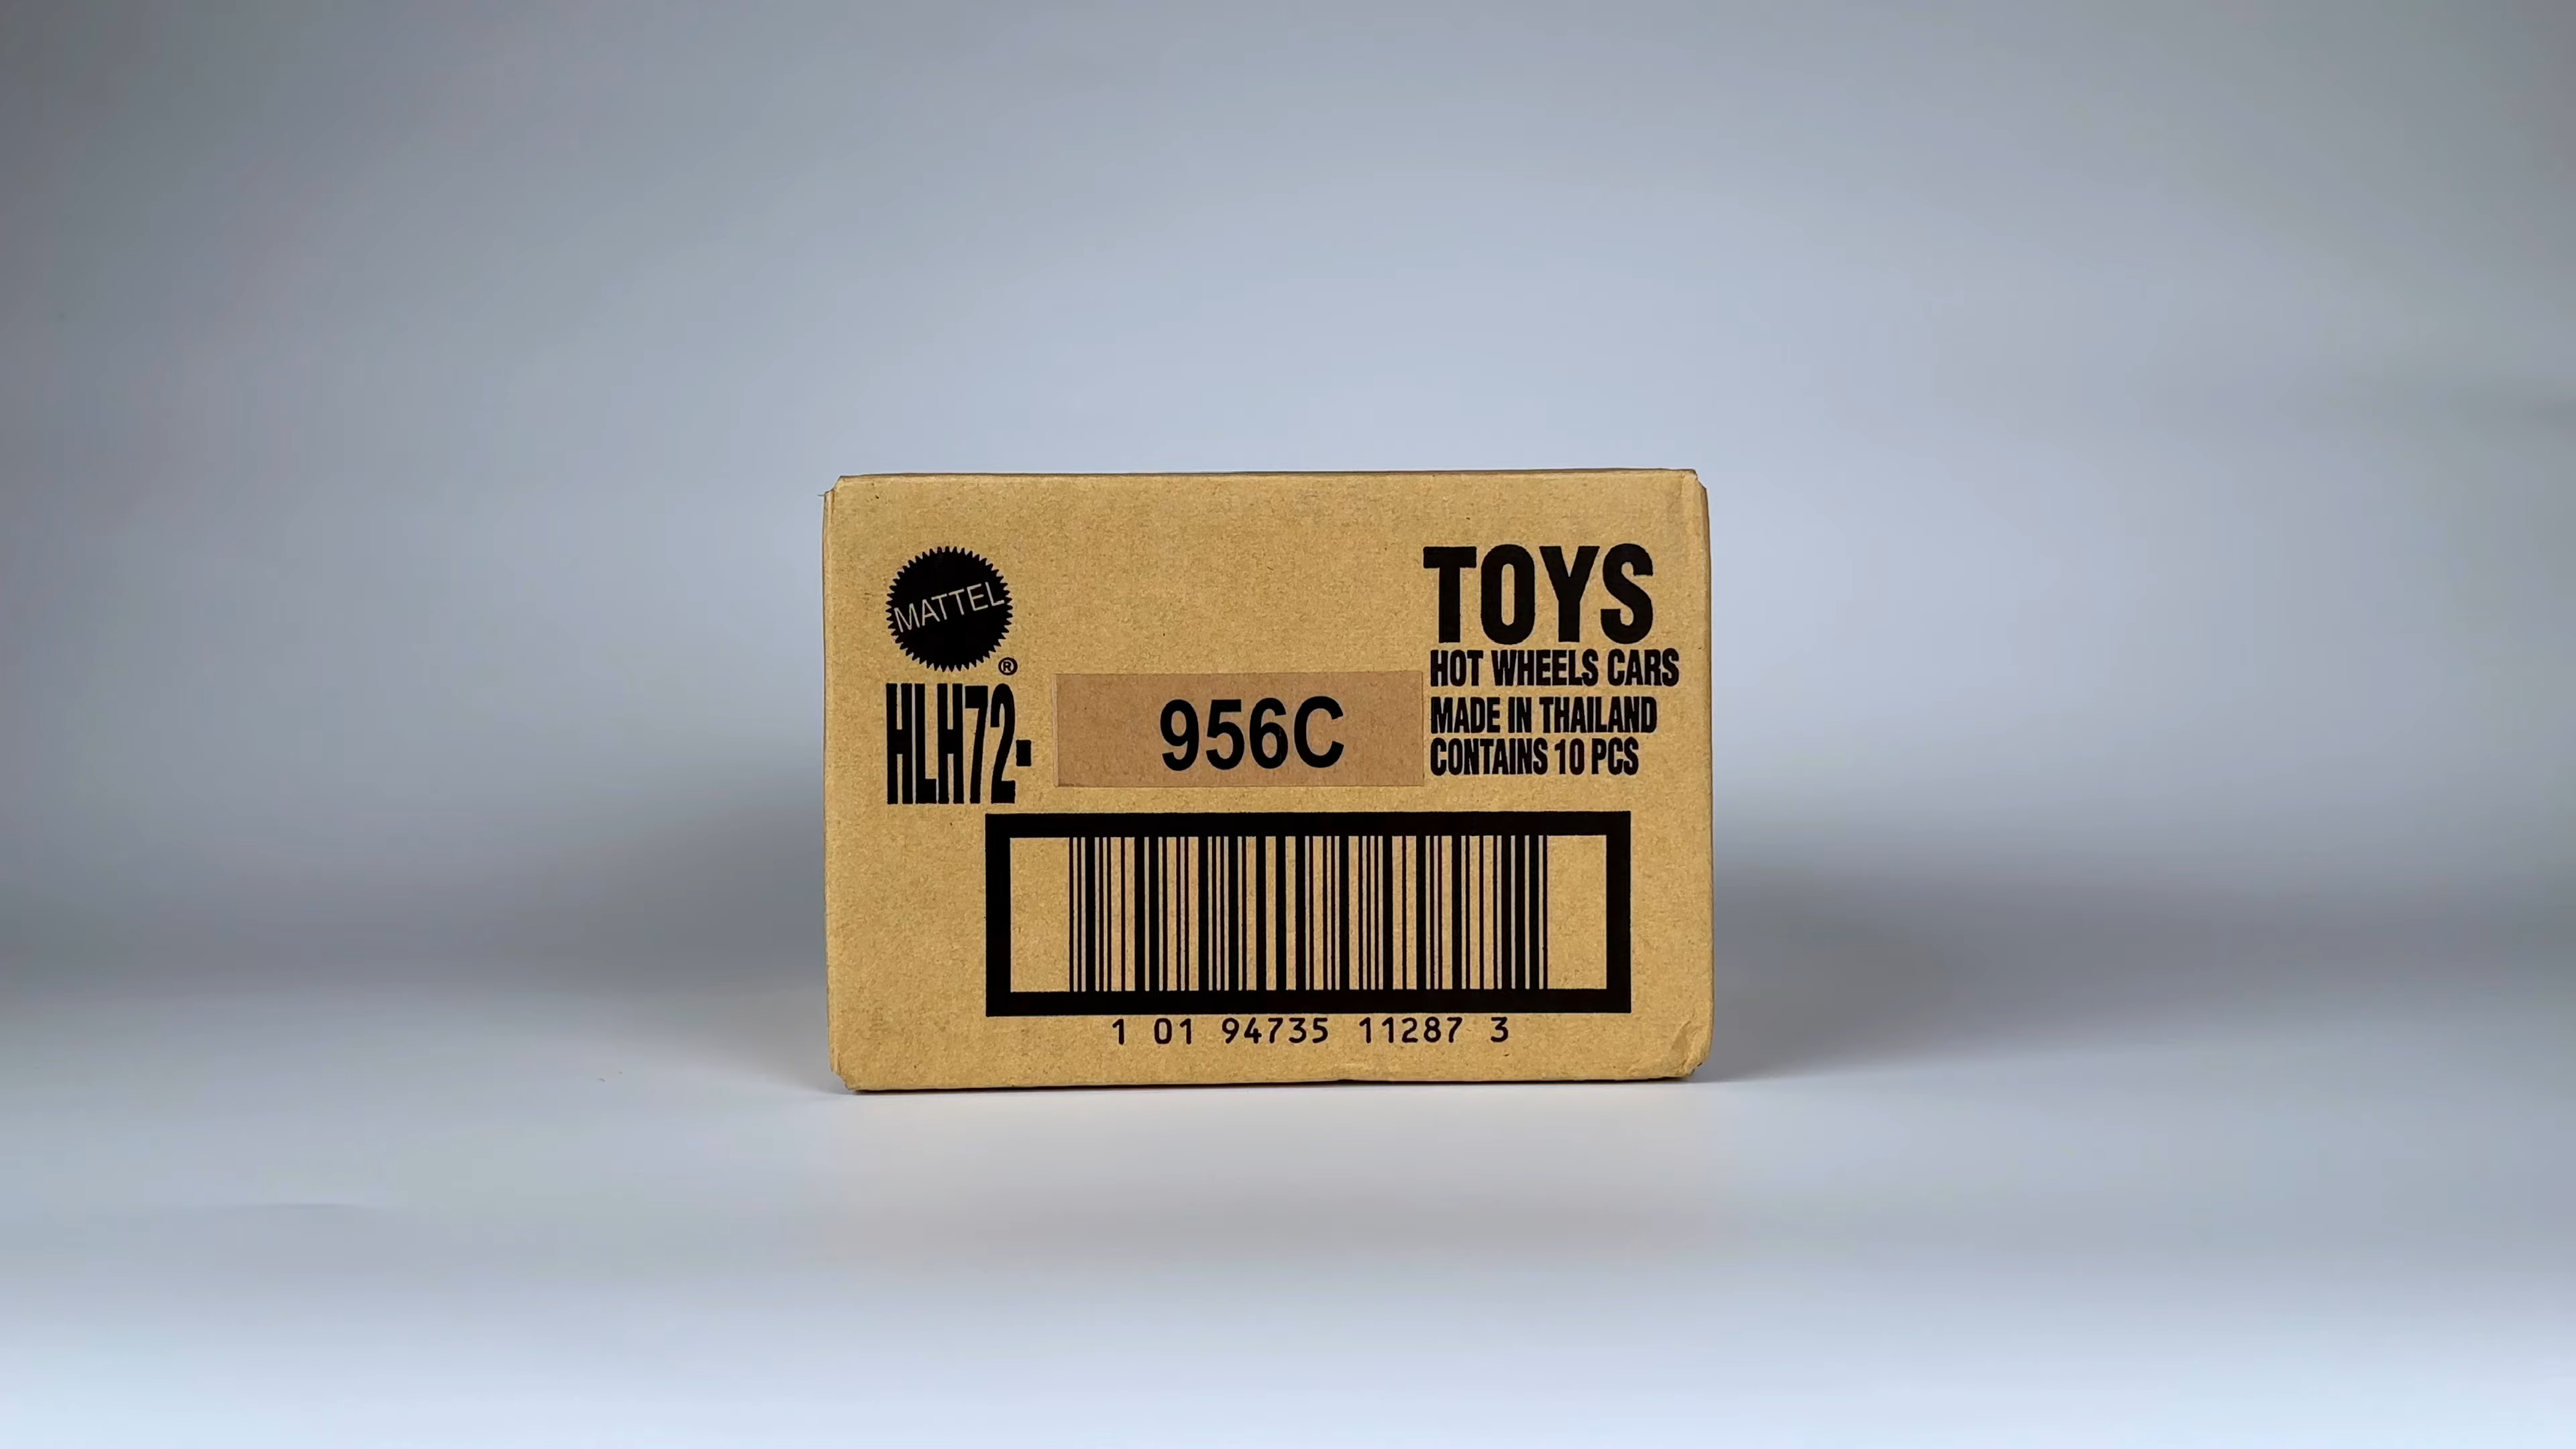 MATTEL
®
HLH72-
956C
TOYS
HOT WHEELS CARS
MADE IN THAILAND
CONTAINS 10 PCS
1 01 94735 11287 3